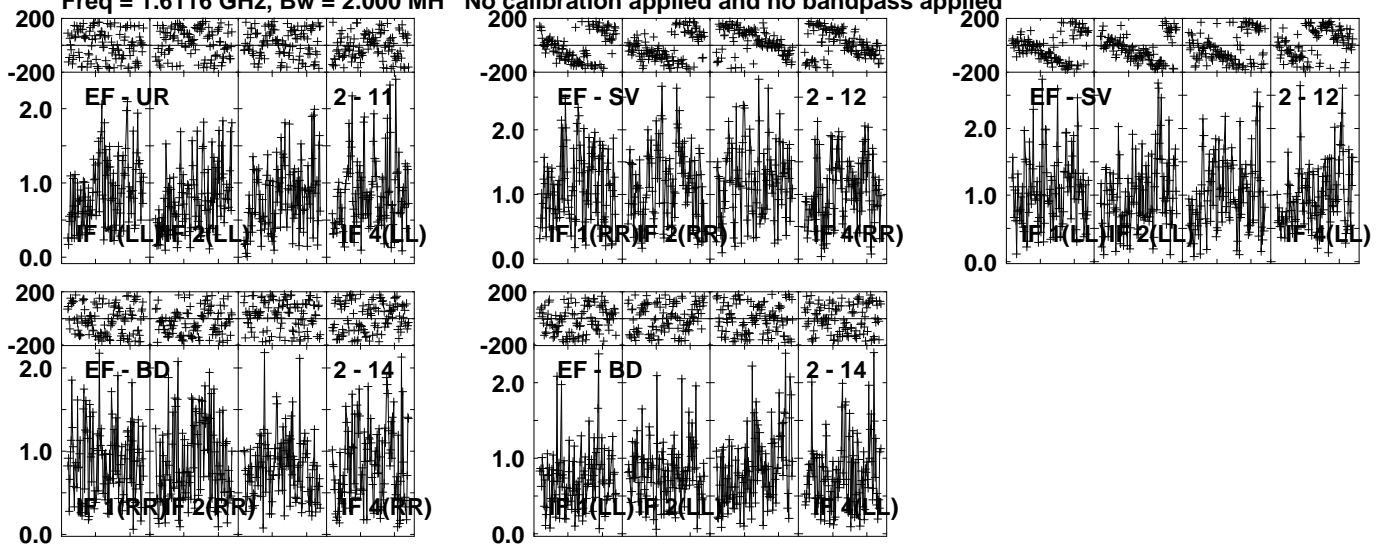 Freq = 1.6116 GHz, Bw = 2.000 MH No calibration applied and no bandpass applied
200
-200
EF - UR 2 - 11
2.0
1.0
IF 1(LL) IF 2(LL) IF 4(LL)
0.0
200
-200
EF - SV 2 - 12
2.0
1.0
IF 1(RR) IF 2(RR) IF 4(RR)
0.0
200
-200
EF - SV 2 - 12
2.0
1.0
IF 1(LL) IF 2(LL) IF 4(LL)
0.0
200
-200
EF - BD 2 - 14
2.0
1.0
IF 1(RR) IF 2(RR) IF 4(RR)
0.0
200
-200
EF - BD 2 - 14
2.0
1.0
IF 1(LL) IF 2(LL) IF 4(LL)
0.0